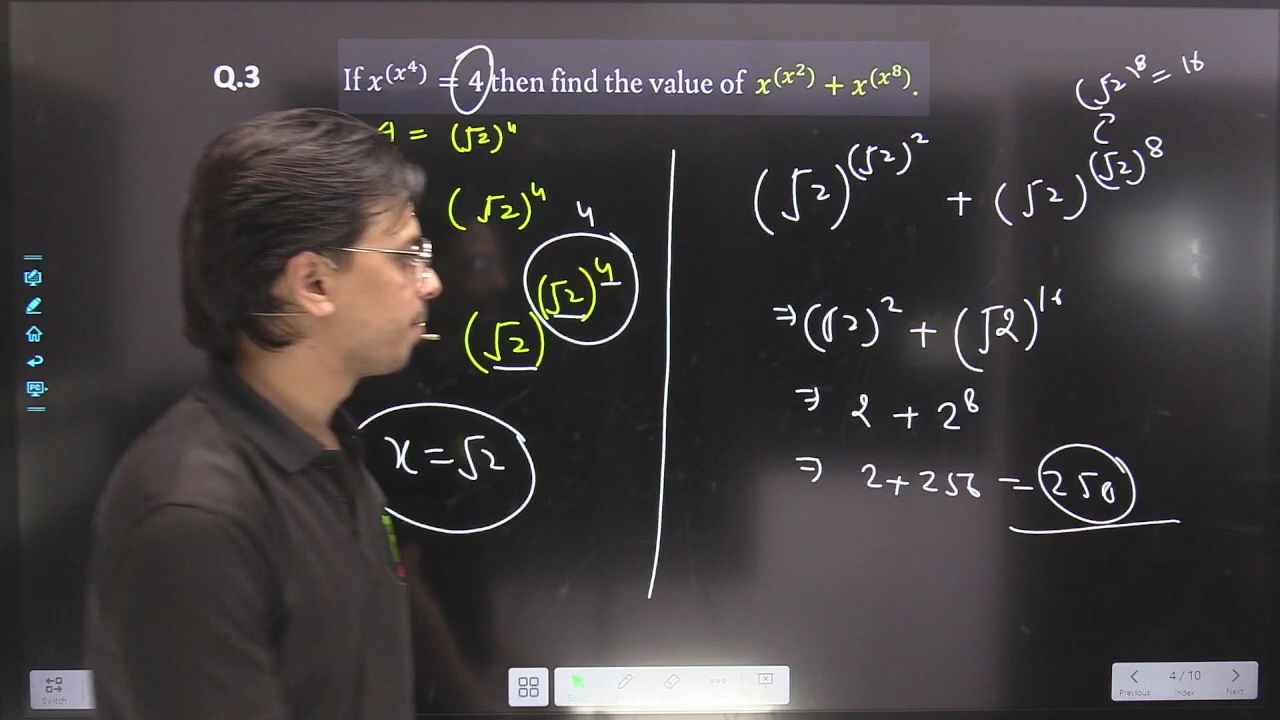 Q.3 If x^(x^4) = 4 then find the value of x^(x^2) + x^(x^8).
(√2)^8 = 16
4 = (√2)^4
(√2)^4
4
(√2)^(√2)^4
x = √2
(√2)^(√2)^2 + (√2)^(√2)^8
⇒ (√2)^2 + (√2)^16
⇒ 2 + 2^8
⇒ 2 + 256 = 258
Switch
4 / 10
Previous Index Next